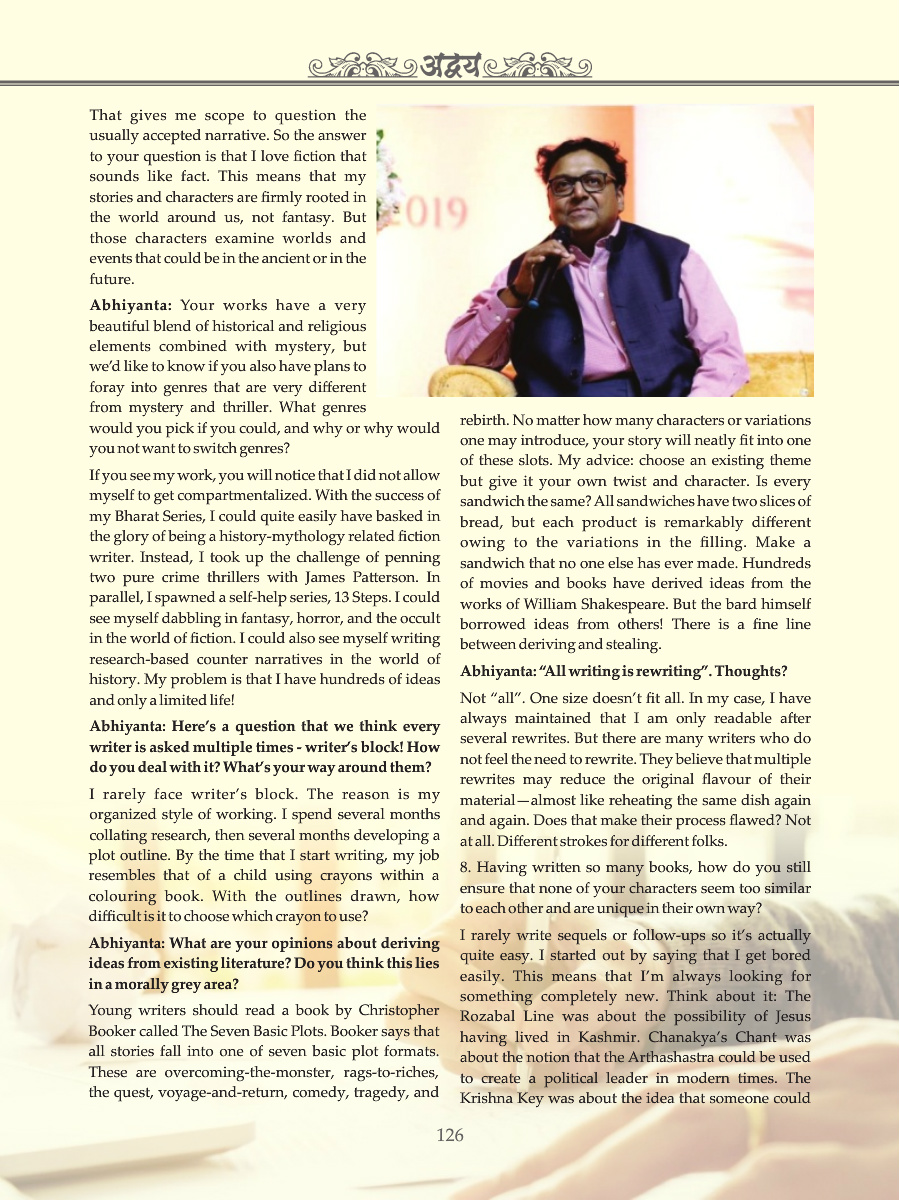 अद्वय
That gives me scope to question the
usually accepted narrative. So the answer
to your question is that I love fiction that
sounds like fact. This means that my
stories and characters are firmly rooted in
the world around us, not fantasy. But
those characters examine worlds and
events that could be in the ancient or in the
future.
Abhiyanta: Your works have a very
beautiful blend of historical and religious
elements combined with mystery, but
we'd like to know if you also have plans to
foray into genres that are very different
from mystery and thriller. What genres
would you pick if you could, and why or why would
you not want to switch genres?
If you see my work, you will notice that I did not allow
myself to get compartmentalized. With the success of
my Bharat Series, I could quite easily have basked in
the glory of being a history-mythology related fiction
writer. Instead, I took up the challenge of penning
two pure crime thrillers with James Patterson. In
parallel, I spawned a self-help series, 13 Steps. I could
see myself dabbling in fantasy, horror, and the occult
in the world of fiction. I could also see myself writing
research-based counter narratives in the world of
history. My problem is that I have hundreds of ideas
and only a limited life!
Abhiyanta: Here's a question that we think every
writer is asked multiple times - writer's block! How
do you deal with it? What's your way around them?
I rarely face writer's block. The reason is my
organized style of working. I spend several months
collating research, then several months developing a
plot outline. By the time that I start writing, my job
resembles that of a child using crayons within a
colouring book. With the outlines drawn, how
difficult is it to choose which crayon to use?
Abhiyanta: What are your opinions about deriving
ideas from existing literature? Do you think this lies
in a morally grey area?
Young writers should read a book by Christopher
Booker called The Seven Basic Plots. Booker says that
all stories fall into one of seven basic plot formats.
These are overcoming-the-monster, rags-to-riches,
the quest, voyage-and-return, comedy, tragedy, and
2019
rebirth. No matter how many characters or variations
one may introduce, your story will neatly fit into one
of these slots. My advice: choose an existing theme
but give it your own twist and character. Is every
sandwich the same? All sandwiches have two slices of
bread, but each product is remarkably different
owing to the variations in the filling. Make a
sandwich that no one else has ever made. Hundreds
of movies and books have derived ideas from the
works of William Shakespeare. But the bard himself
borrowed ideas from others! There is a fine line
between deriving and stealing.
Abhiyanta: “All writing is rewriting”. Thoughts?
Not “all”. One size doesn't fit all. In my case, I have
always maintained that I am only readable after
several rewrites. But there are many writers who do
not feel the need to rewrite. They believe that multiple
rewrites may reduce the original flavour of their
material—almost like reheating the same dish again
and again. Does that make their process flawed? Not
at all. Different strokes for different folks.
8. Having written so many books, how do you still
ensure that none of your characters seem too similar
to each other and are unique in their own way?
I rarely write sequels or follow-ups so it's actually
quite easy. I started out by saying that I get bored
easily. This means that I'm always looking for
something completely new. Think about it: The
Rozabal Line was about the possibility of Jesus
having lived in Kashmir. Chanakya's Chant was
about the notion that the Arthashastra could be used
to create a political leader in modern times. The
Krishna Key was about the idea that someone could
126